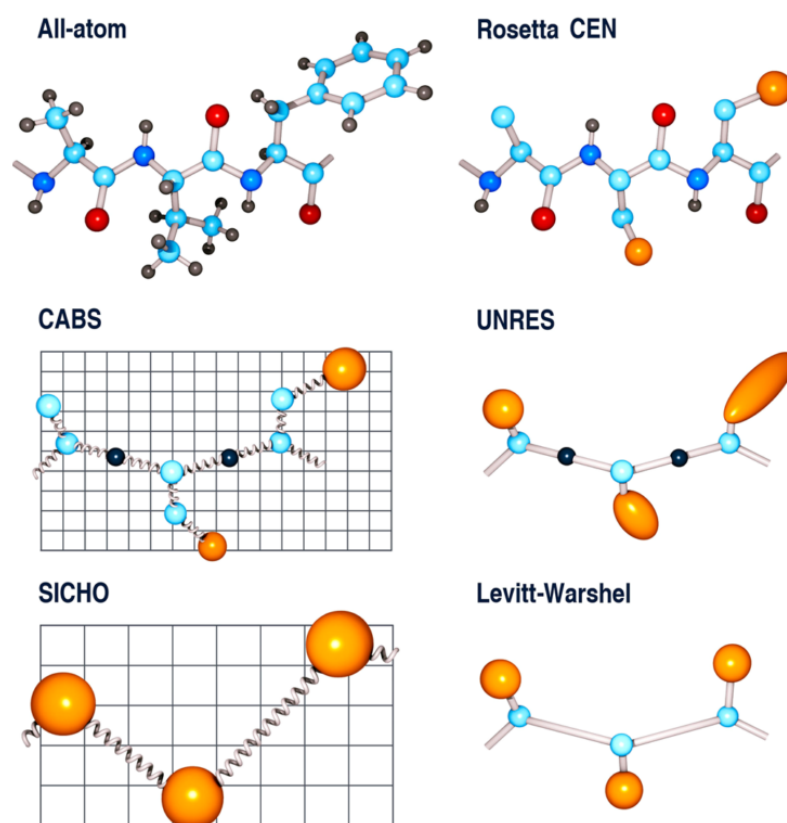 All-atom
Rosetta CEN
CABS
UNRES
SICHO
Levitt-Warshel